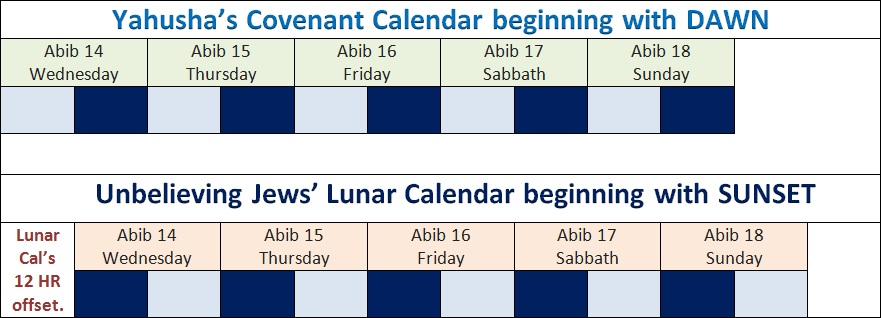 Yahusha’s Covenant Calendar beginning with DAWN
Abib 14 Abib 15 Abib 16 Abib 17 Abib 18
Wednesday Thursday Friday Sabbath Sunday
Unbelieving Jews’ Lunar Calendar beginning with SUNSET
Lunar
Cal’s
12 HR
offset.
Abib 14 Abib 15 Abib 16 Abib 17 Abib 18
Wednesday Thursday Friday Sabbath Sunday